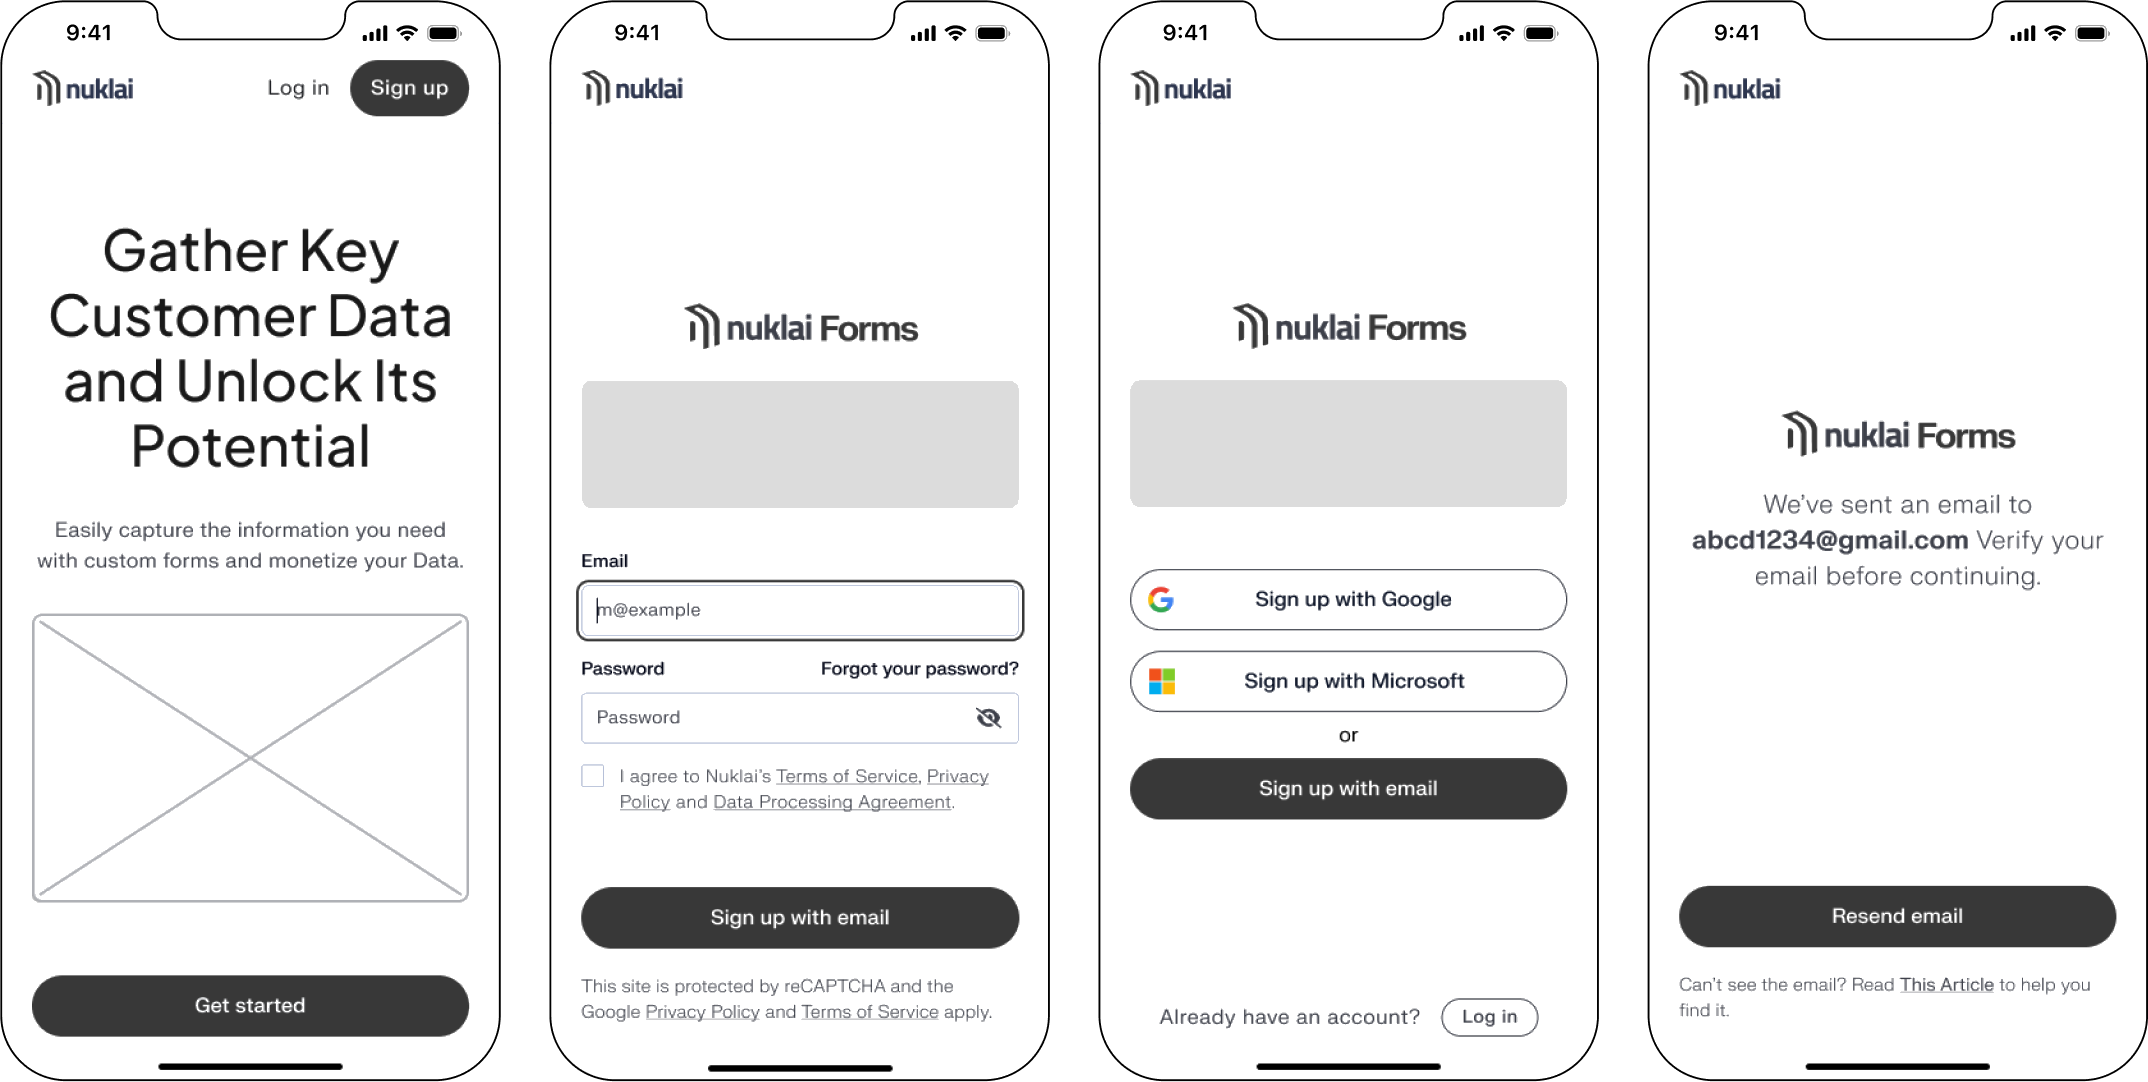 9:41
nuklai
Log in
Sign up
Gather Key
Customer Data
and Unlock Its
Potential
Easily capture the information you need
with custom forms and monetize your Data.
Get started
9:41
nuklai
nuklai Forms
Email
m@example
Password
Forgot your password?
Password
I agree to Nuklai's Terms of Service, Privacy
Policy and Data Processing Agreement.
Sign up with email
This site is protected by reCAPTCHA and the
Google Privacy Policy and Terms of Service apply.
9:41
nuklai
nuklai Forms
Sign up with Google
Sign up with Microsoft
or
Sign up with email
Already have an account?
Log in
9:41
nuklai
nuklai Forms
We've sent an email to
abcd1234@gmail.com Verify your
email before continuing.
Resend email
Can't see the email? Read This Article to help you
find it.